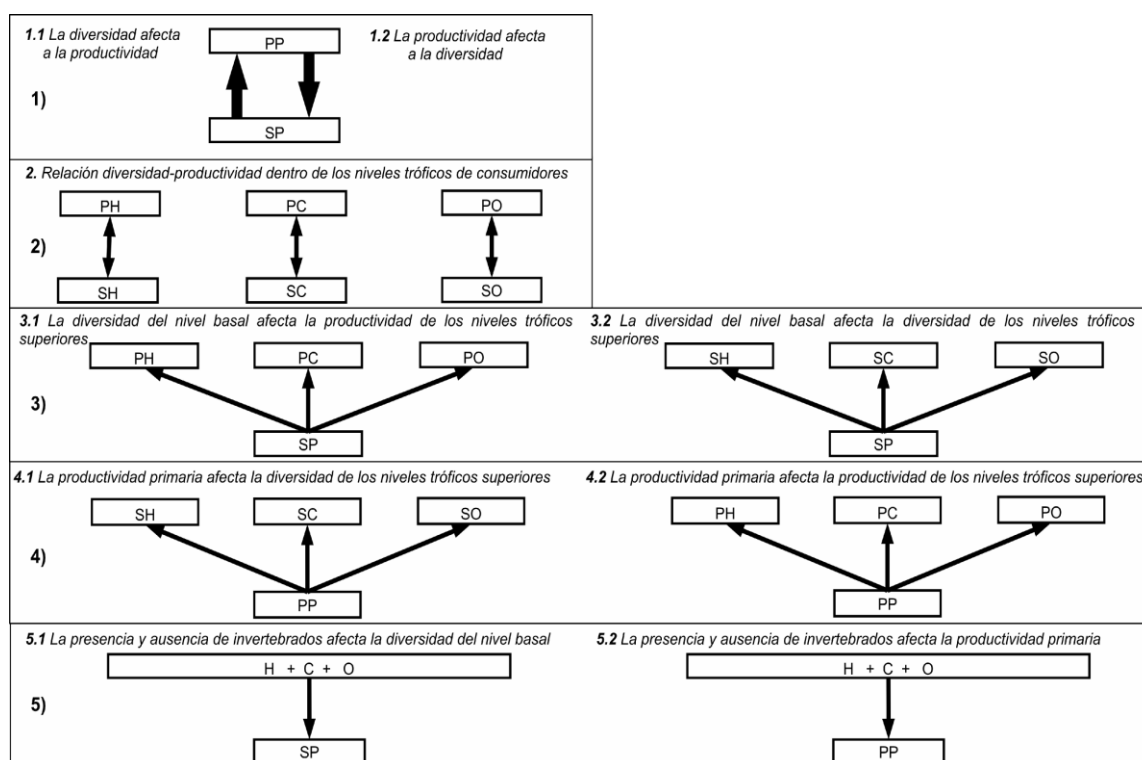 1.1 La diversidad afecta
a la productividad
PP
1.2 La productividad afecta
a la diversidad
1)
SP
2. Relación diversidad-productividad dentro de los niveles tróficos de consumidores
PH PC PO
2)
SH SC SO
3.1 La diversidad del nivel basal afecta la productividad de los niveles tróficos
superiores
PH PC PO
3)
SP
3.2 La diversidad del nivel basal afecta la diversidad de los niveles tróficos
superiores
SH SC SO
SP
4.1 La productividad primaria afecta la diversidad de los niveles tróficos superiores
SH SC SO
4)
PP
4.2 La productividad primaria afecta la productividad de los niveles tróficos superiores
PH PC PO
PP
5.1 La presencia y ausencia de invertebrados afecta la diversidad del nivel basal
H + C + O
5)
SP
5.2 La presencia y ausencia de invertebrados afecta la productividad primaria
H + C + O
PP